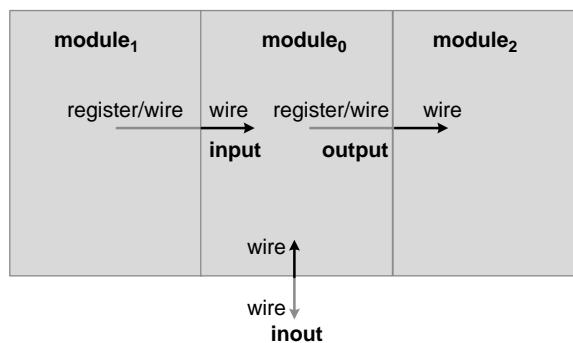 module1 module0 module2
register/wire wire register/wire wire
input output
wire
wire
inout